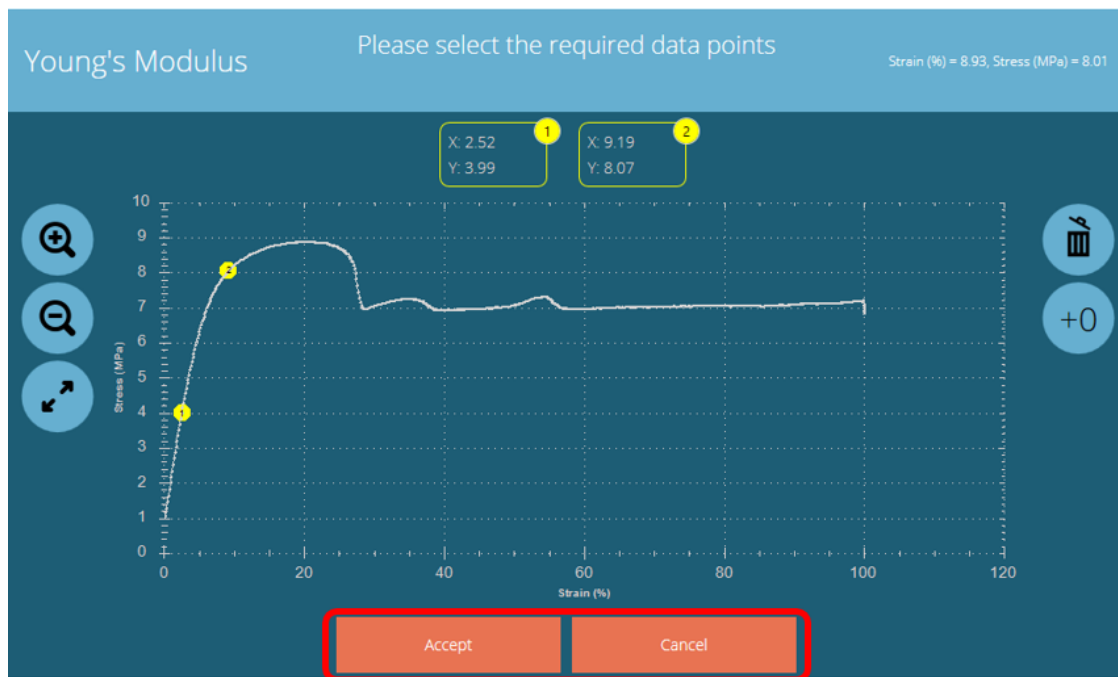 Young's Modulus
Please select the required data points
Strain (%) = 8.93, Stress (MPa) = 8.01
1
2
X: 2.52
Y: 3.99
X: 9.19
Y: 8.07
10
9
8
7
6
5
4
3
2
1
0
Stress (MPa)
2
1
+0
0
20
40
60
80
100
120
Strain (%)
Accept
Cancel